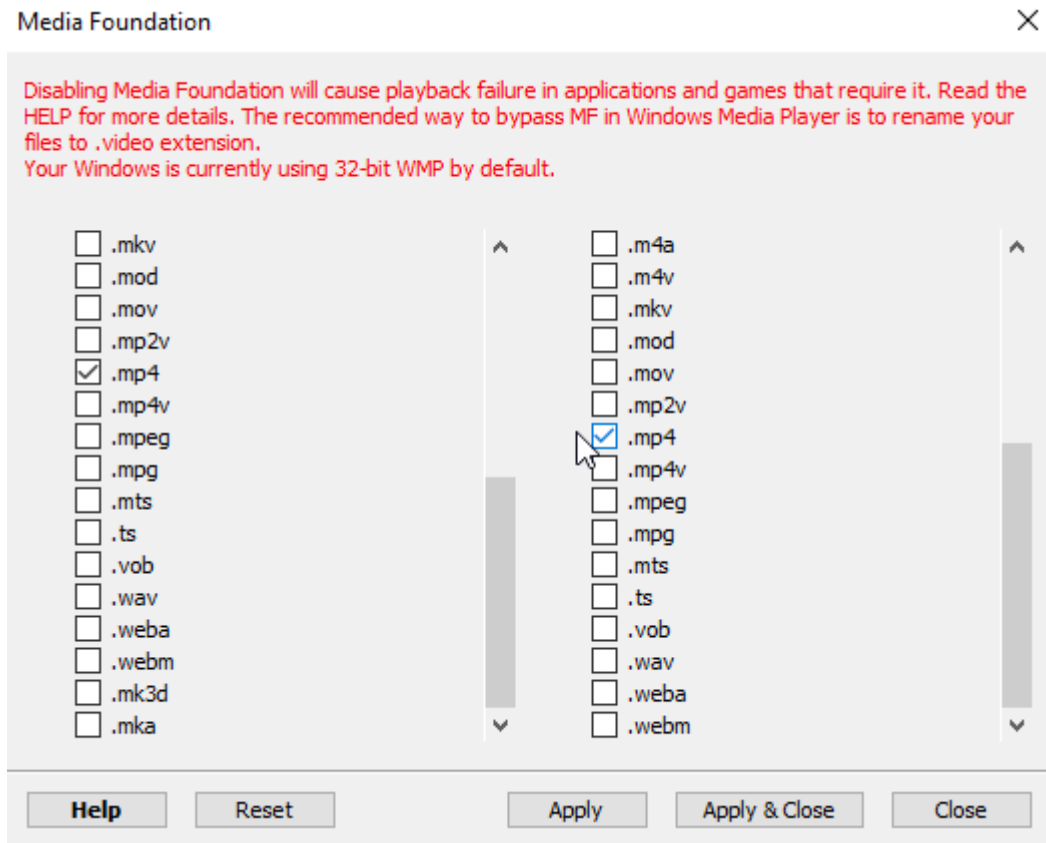 Media Foundation
Disabling Media Foundation will cause playback failure in applications and games that require it. Read the
HELP for more details. The recommended way to bypass MF in Windows Media Player is to rename your
files to .video extension.
Your Windows is currently using 32-bit WMP by default.
.mkv
.mod
.mov
.mp2v
.mp4
.mp4v
.mpeg
.mpg
.mts
.ts
.vob
.wav
.weba
.webm
.mk3d
.mka
.m4a
.m4v
.mkv
.mod
.mov
.mp2v
.mp4
.mp4v
.mpeg
.mpg
.mts
.ts
.vob
.wav
.weba
.webm
Help Reset Apply Apply & Close Close